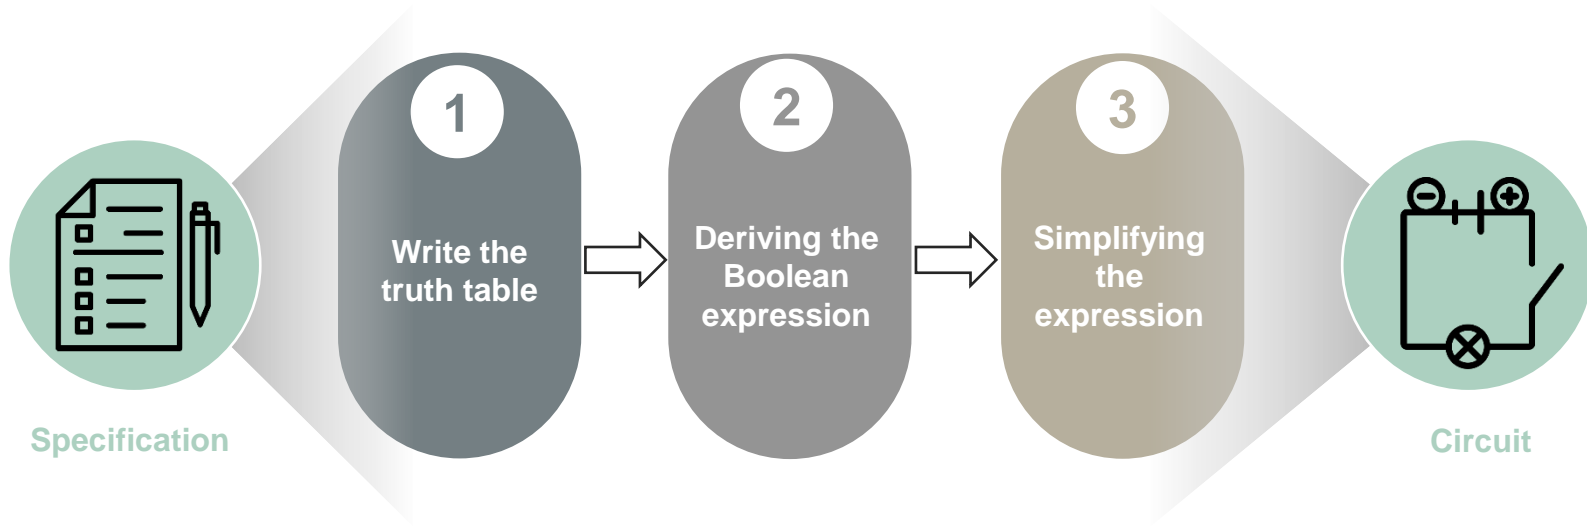 1
Write the
truth table
2
Deriving the
Boolean
expression
3
Simplifying
the
expression
Specification
Circuit